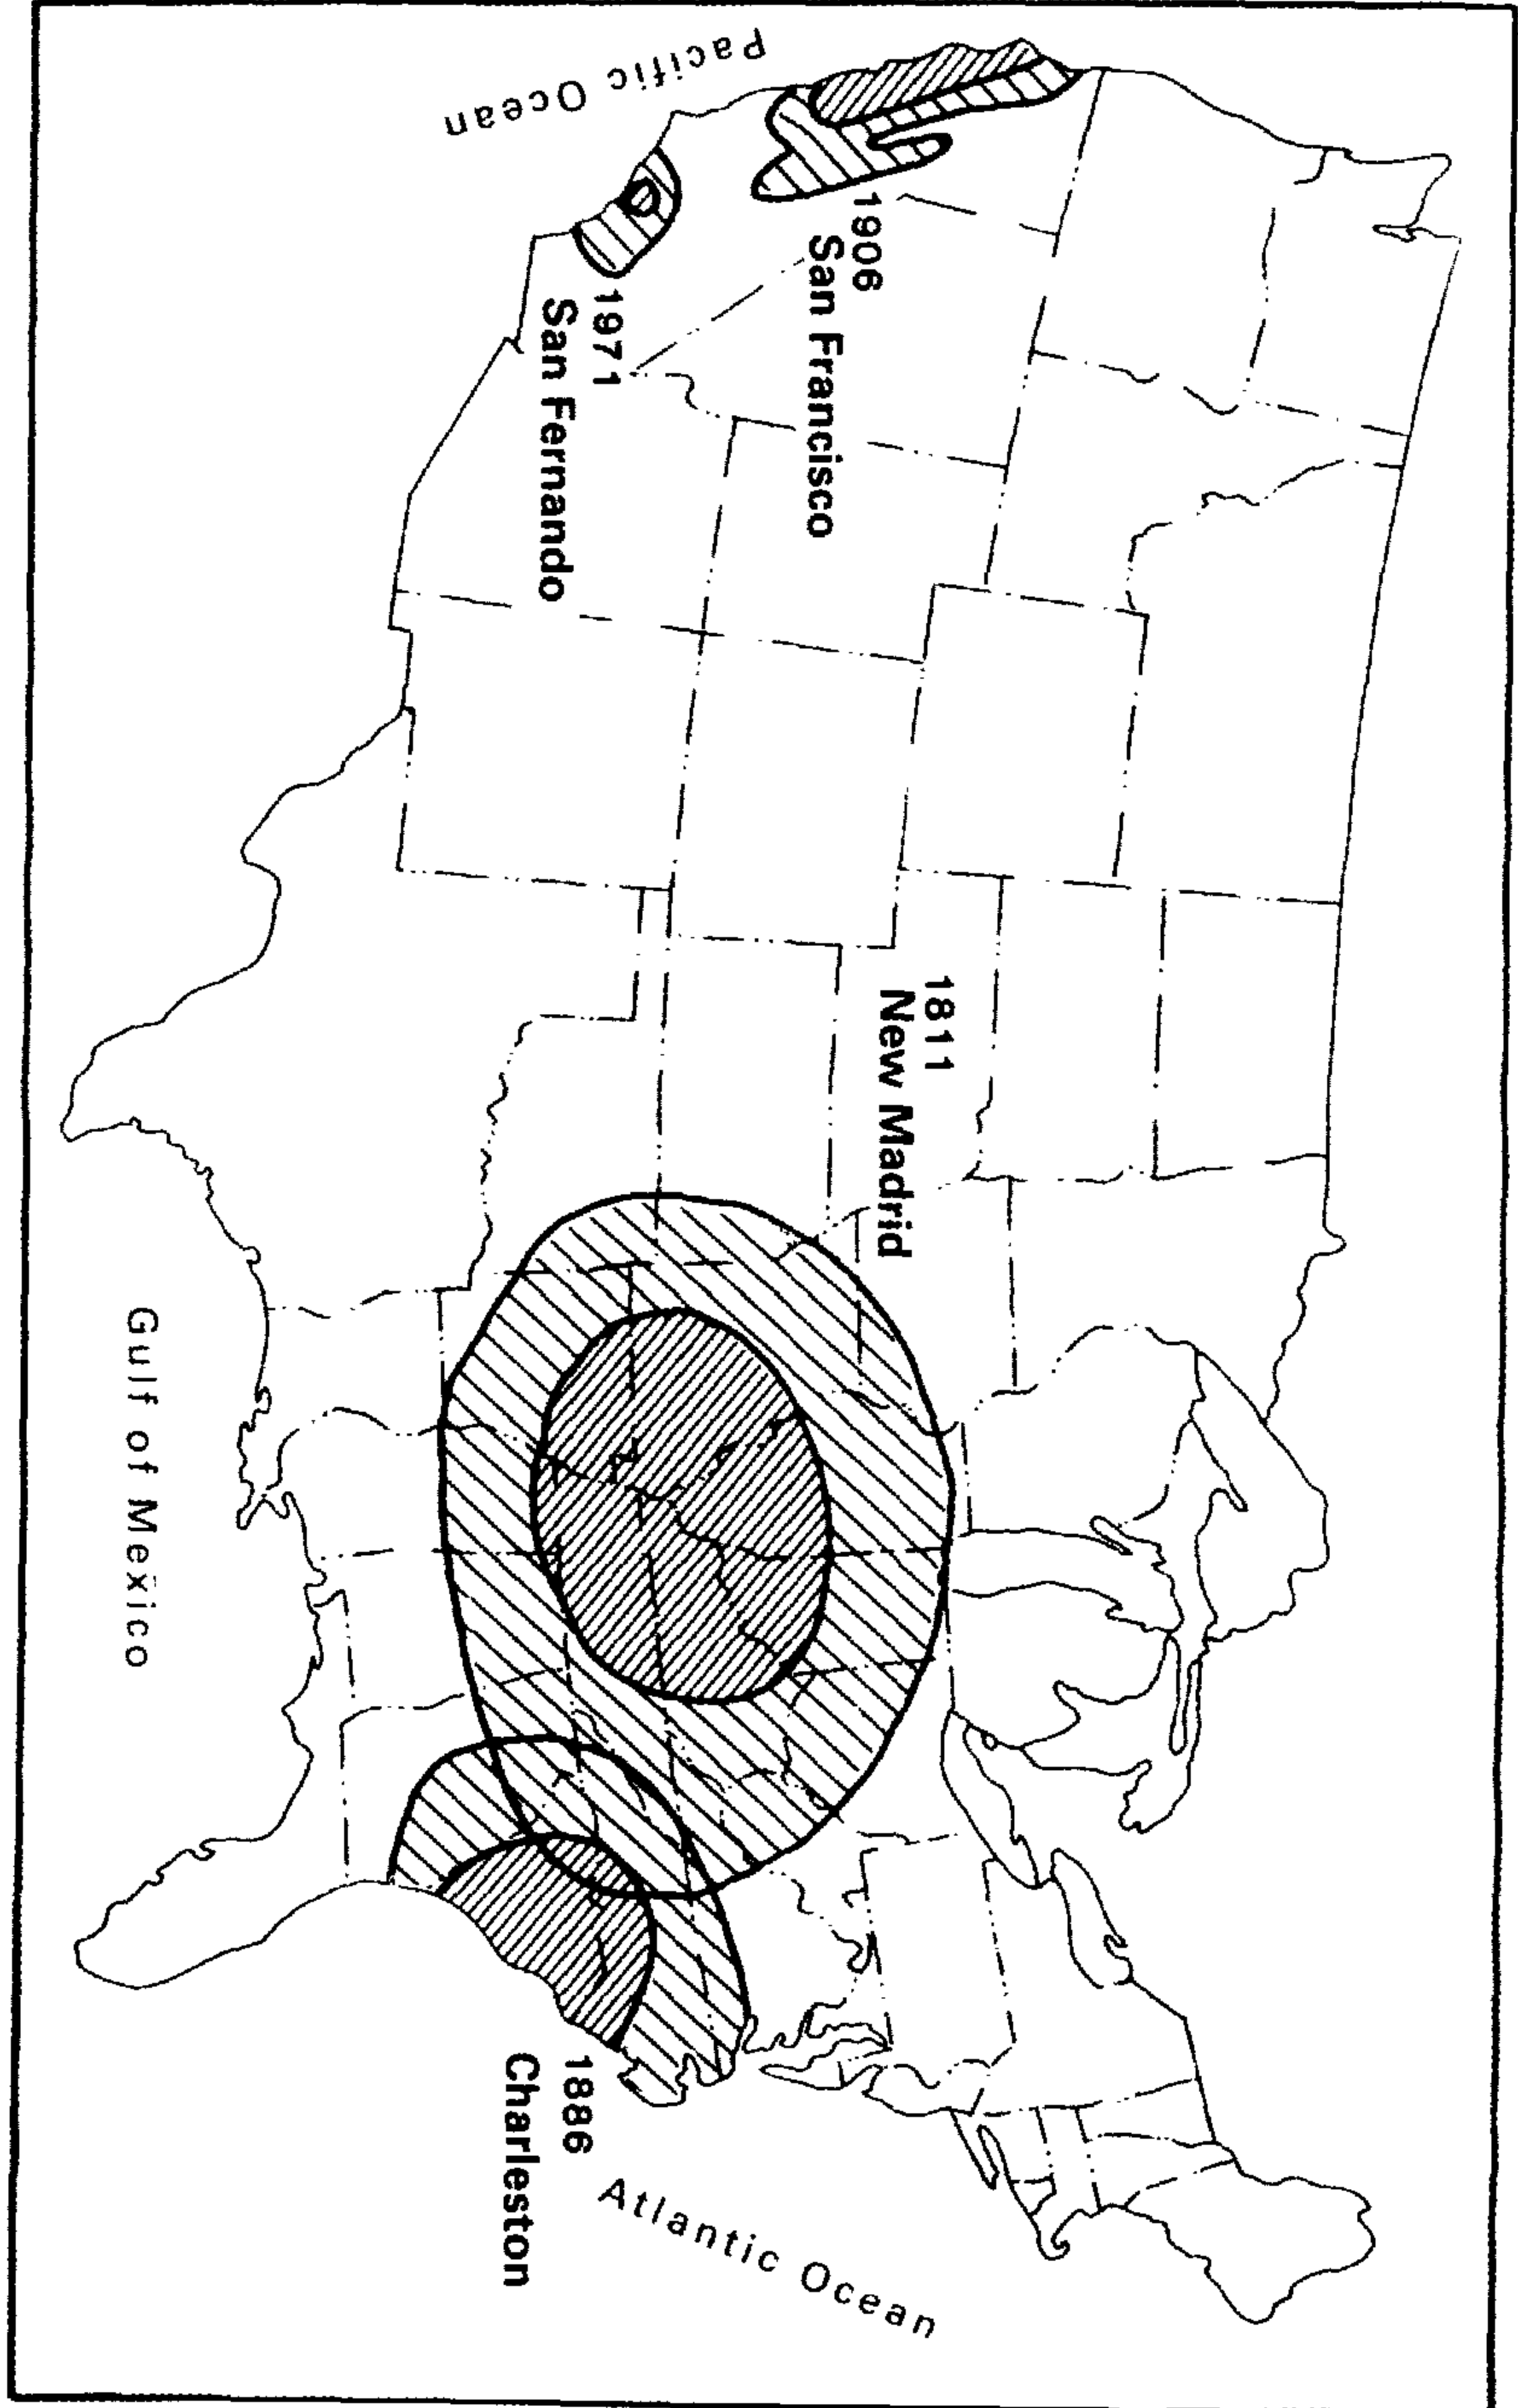 Pacific Ocean
1906
San Francisco
1971
San Fernando
1811
New Madrid
Gulf of Mexico
1886
Charleston
Atlantic Ocean